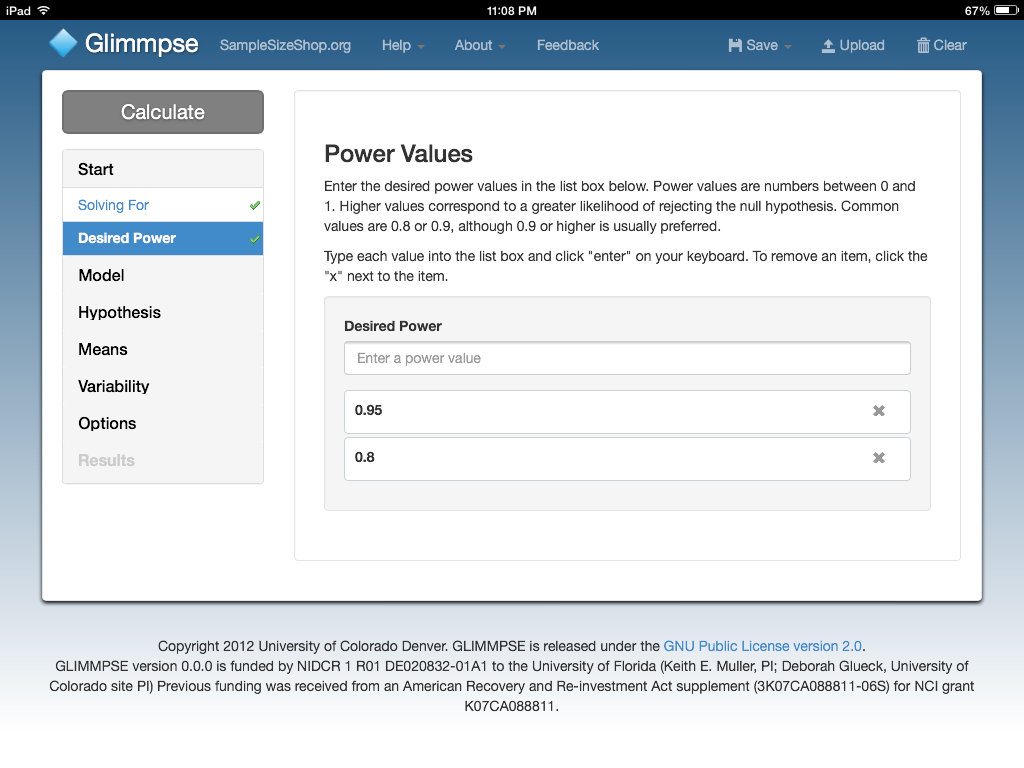 iPad 11:08 PM 67%
Glimmpse SampleSizeShop.org Help About Feedback Save Upload Clear
Calculate
Start
Solving For
Desired Power
Model
Hypothesis
Means
Variability
Options
Results
Power Values
Enter the desired power values in the list box below. Power values are numbers between 0 and
1. Higher values correspond to a greater likelihood of rejecting the null hypothesis. Common
values are 0.8 or 0.9, although 0.9 or higher is usually preferred.
Type each value into the list box and click "enter" on your keyboard. To remove an item, click the
"x" next to the item.
Desired Power
Enter a power value
0.95
0.8
Copyright 2012 University of Colorado Denver. GLIMMPSE is released under the GNU Public License version 2.0.
GLIMMPSE version 0.0.0 is funded by NIDCR 1 R01 DE020832-01A1 to the University of Florida (Keith E. Muller, PI; Deborah Glueck, University of
Colorado site PI) Previous funding was received from an American Recovery and Re-investment Act supplement (3K07CA088811-06S) for NCI grant
K07CA088811.